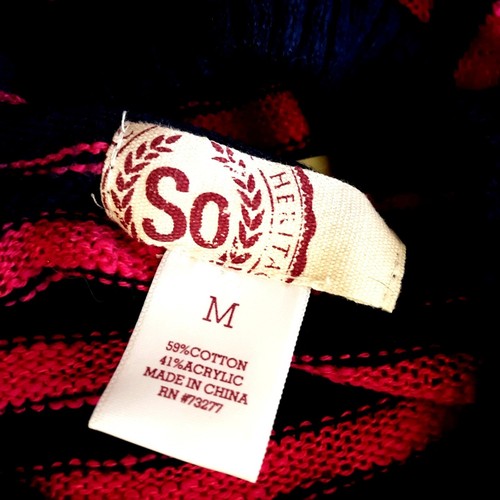 So
HERITA
M
59%COTTON
41%ACRYLIC
MADE IN CHINA
RN #73277